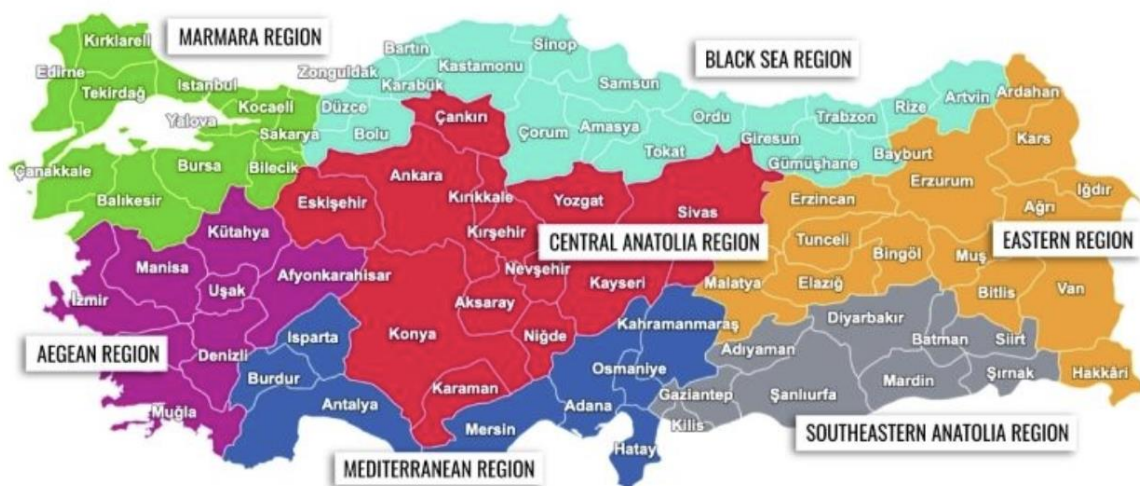 MARMARA REGION
BLACK SEA REGION
Kırklareli
Edirne
Tekirdağ
Istanbul
Kocaeli
Yalova
Sakarya
Çanakkale
Bursa
Bilecik
Balıkesir
Bartın
Zonguldak
Karabük
Kastamonu
Sinop
Samsun
Düzce
Bolu
Çorum
Amasya
Tokat
Ordu
Giresun
Gümüşhane
Trabzon
Bayburt
Rize
Artvin
Ardahan
Kars
Iğdır
Erzurum
Ağrı
Erzincan
EASTERN REGION
Tunceli
Bingöl
Muş
Malatya
Elazığ
Bitlis
Van
Hakkâri
Çankırı
Ankara
Kırıkkale
Eskişehir
Yozgat
Sivas
Kırşehir
CENTRAL ANATOLIA REGION
Nevşehir
Kayseri
Aksaray
Konya
Niğde
Karaman
Kütahya
Manisa
Afyonkarahisar
Uşak
İzmir
AEGEAN REGION
Denizli
Muğla
Isparta
Burdur
Antalya
Mersin
Adana
Kahramanmaraş
Osmaniye
Hatay
MEDITERRANEAN REGION
Diyarbakır
Adıyaman
Batman
Siirt
Gaziantep
Şanlıurfa
Mardin
Şırnak
Kilis
SOUTHEASTERN ANATOLIA REGION